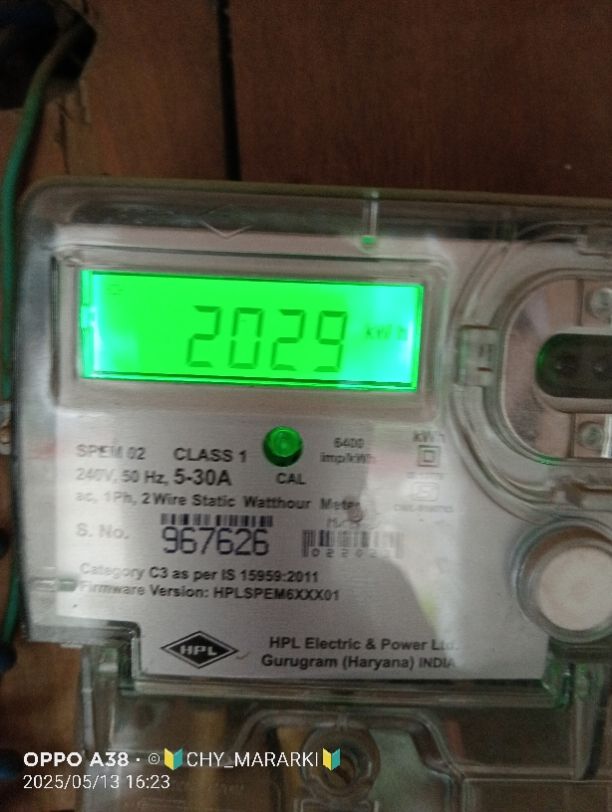 2029 kWh
SPEM 02 CLASS 1 6400 kWh
imp/kWh
240V, 50 Hz, 5-30A CAL
ac, 1Ph, 2 Wire Static Watthour Meter
S. No. 967626
Category C3 as per IS 15959:2011
Firmware Version: HPLSPEM6XXX01
HPL HPL Electric & Power Ltd.
Gurugram (Haryana) INDIA
OPPO A38 · ©🔰CHY_MARARKI🔰
2025/05/13 16:23